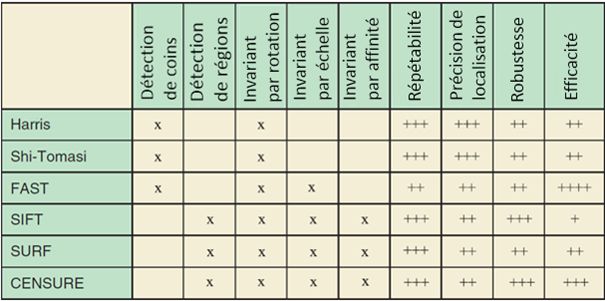 Détection de coins
Détection de régions
Invariant par rotation
Invariant par échelle
Invariant par affinité
Répétabilité
Précision de localisation
Robustesse
Efficacité
Harris x x +++ +++ ++ ++
Shi-Tomasi x x +++ +++ ++ ++
FAST x x x ++ ++ ++ ++++
SIFT x x x x +++ ++ +++ +
SURF x x x x +++ ++ ++ ++
CENSURE x x x x +++ ++ +++ +++